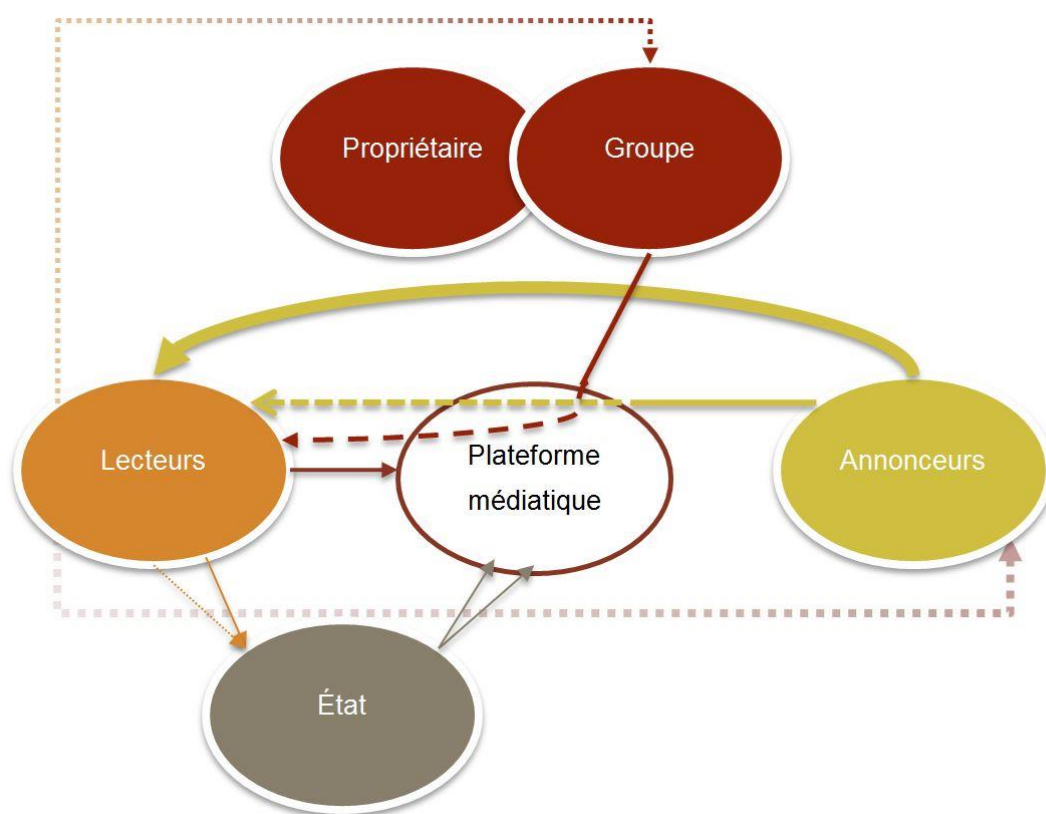 Propriétaire
Groupe
Lecteurs
Plateforme
médiatique
Annonceurs
État